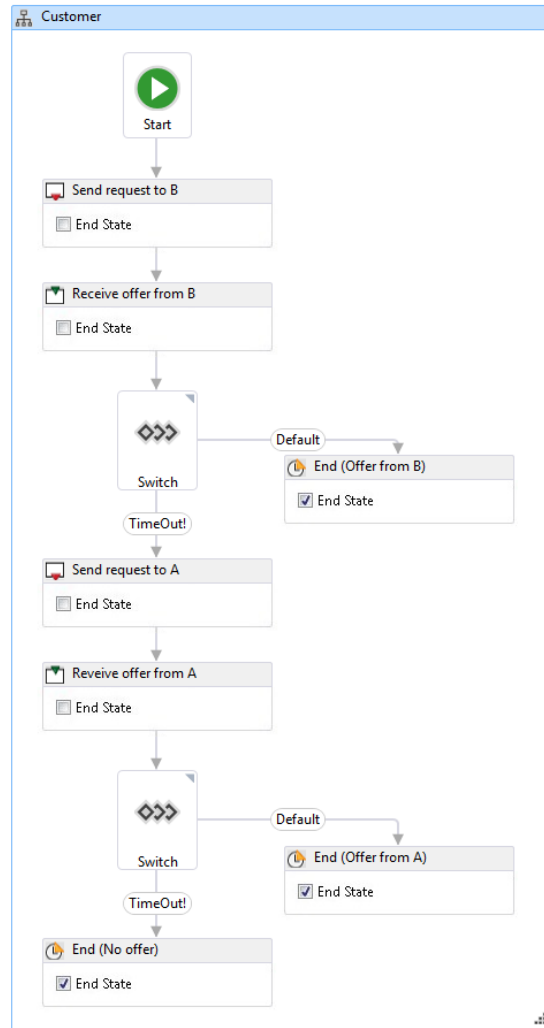 Customer
Start
Send request to B
End State
Receive offer from B
End State
Switch
Default
End (Offer from B)
End State
TimeOut!
Send request to A
End State
Reveive offer from A
End State
Switch
Default
End (Offer from A)
End State
TimeOut!
End (No offer)
End State